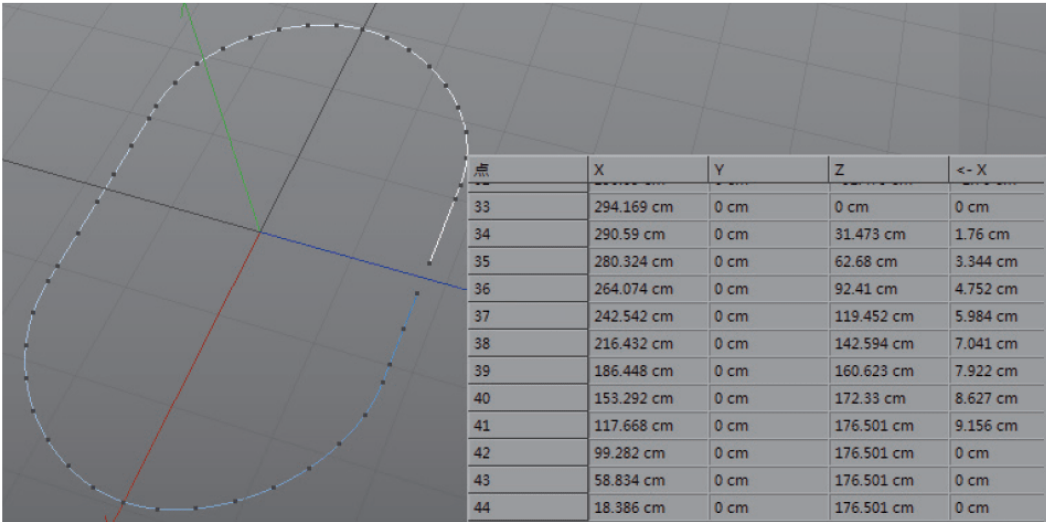 点 X Y Z <- X
33 294.169 cm 0 cm 0 cm 0 cm
34 290.59 cm 0 cm 31.473 cm 1.76 cm
35 280.324 cm 0 cm 62.68 cm 3.344 cm
36 264.074 cm 0 cm 92.41 cm 4.752 cm
37 242.542 cm 0 cm 119.452 cm 5.984 cm
38 216.432 cm 0 cm 142.594 cm 7.041 cm
39 186.448 cm 0 cm 160.623 cm 7.922 cm
40 153.292 cm 0 cm 172.33 cm 8.627 cm
41 117.668 cm 0 cm 176.501 cm 9.156 cm
42 99.282 cm 0 cm 176.501 cm 0 cm
43 58.834 cm 0 cm 176.501 cm 0 cm
44 18.386 cm 0 cm 176.501 cm 0 cm